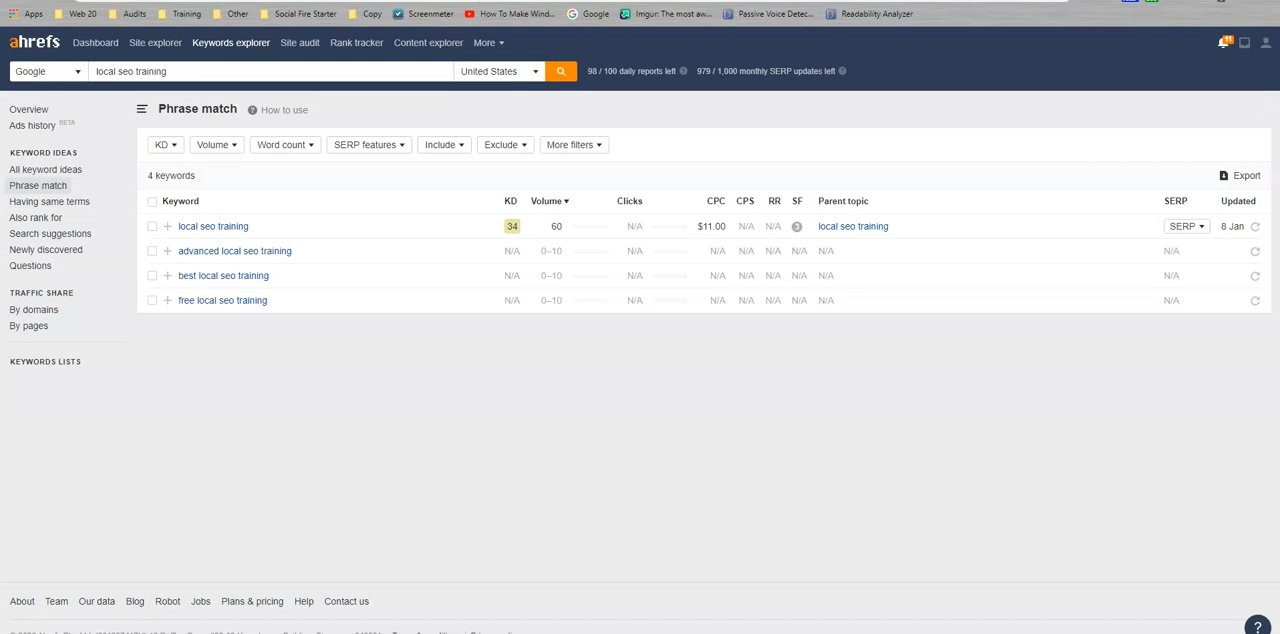 Apps Web 20 Audits Training Other Social Fire Starter Copy Screenmeter How To Make Wind... Google Imgur: The most aw... Passive Voice Detec... Readability Analyzer
ahrefs Dashboard Site explorer Keywords explorer Site audit Rank tracker Content explorer More 11
Google local seo training United States 98 / 100 daily reports left ? 979 / 1,000 monthly SERP updates left ?
Overview
Ads history BETA
KEYWORD IDEAS
All keyword ideas
Phrase match
Having same terms
Also rank for
Search suggestions
Newly discovered
Questions
TRAFFIC SHARE
By domains
By pages
KEYWORDS LISTS
Phrase match ? How to use
KD Volume Word count SERP features Include Exclude More filters
4 keywords Export
Keyword KD Volume Clicks CPC CPS RR SF Parent topic SERP Updated
+ local seo training 34 60 N/A $11.00 N/A N/A 3 local seo training SERP 8 Jan
+ advanced local seo training N/A 0–10 N/A N/A N/A N/A N/A N/A N/A
+ best local seo training N/A 0–10 N/A N/A N/A N/A N/A N/A N/A
+ free local seo training N/A 0–10 N/A N/A N/A N/A N/A N/A N/A
About Team Our data Blog Robot Jobs Plans & pricing Help Contact us
?